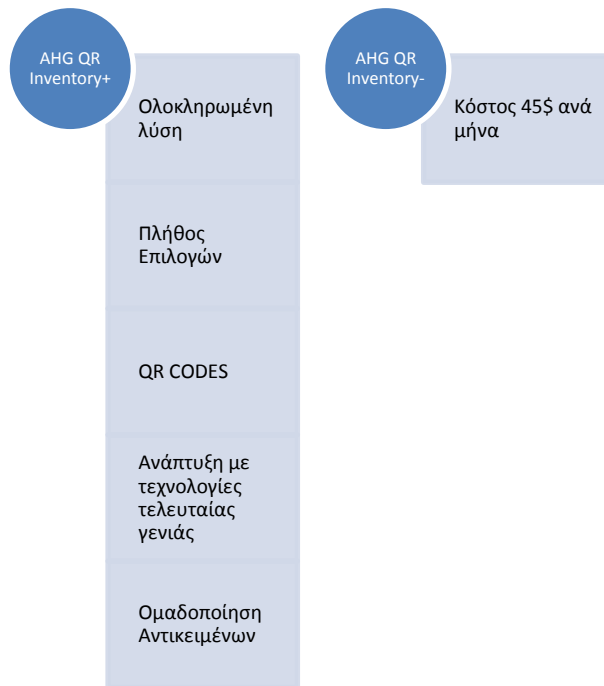 AHG QR
Inventory+
Ολοκληρωμένη
λύση
Πλήθος
Επιλογών
QR CODES
Ανάπτυξη με
τεχνολογίες
τελευταίας
γενιάς
Ομαδοποίηση
Αντικειμένων
AHG QR
Inventory-
Κόστος 45$ ανά
μήνα